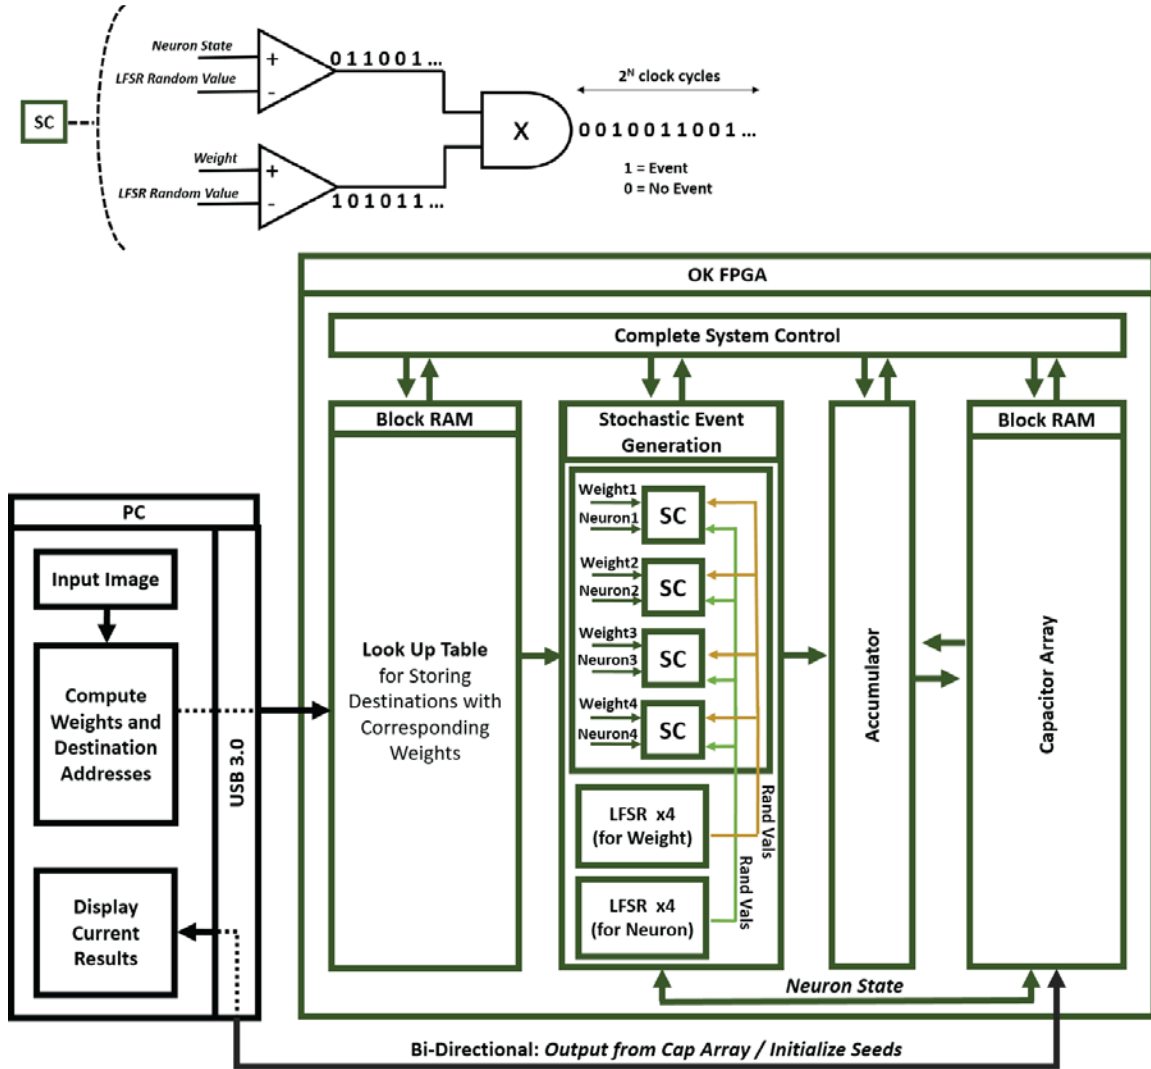 Neuron State
LFSR Random Value
0 1 1 0 0 1 ...
SC
X
2ᴺ clock cycles
0 0 1 0 0 1 1 0 0 1 ...
Weight
LFSR Random Value
1 0 1 0 1 1 ...
1 = Event
0 = No Event
+
-
+
-
OK FPGA
Complete System Control
Block RAM
Look Up Table
for Storing
Destinations with
Corresponding
Weights
Stochastic Event
Generation
Weight1
Neuron1
SC
Weight2
Neuron2
SC
Weight3
Neuron3
SC
Weight4
Neuron4
SC
LFSR x4
(for Weight)
Rand Vals
LFSR x4
(for Neuron)
Rand Vals
Accumulator
Block RAM
Capacitor Array
Neuron State
PC
Input Image
Compute
Weights and
Destination
Addresses
Display
Current
Results
USB 3.0
Bi-Directional: Output from Cap Array / Initialize Seeds